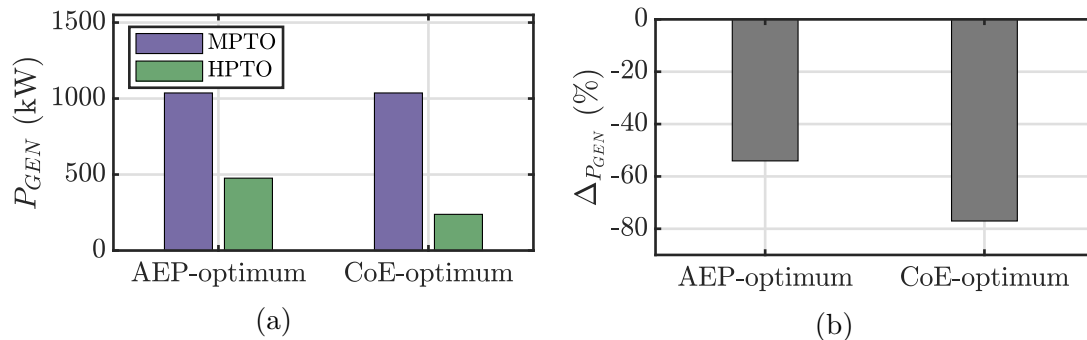 1500
1000
500
0
P_GEN (kW)
MPTO
HPTO
AEP-optimum CoE-optimum
(a)
0
-20
-40
-60
-80
Δ_P_GEN (%)
AEP-optimum CoE-optimum
(b)